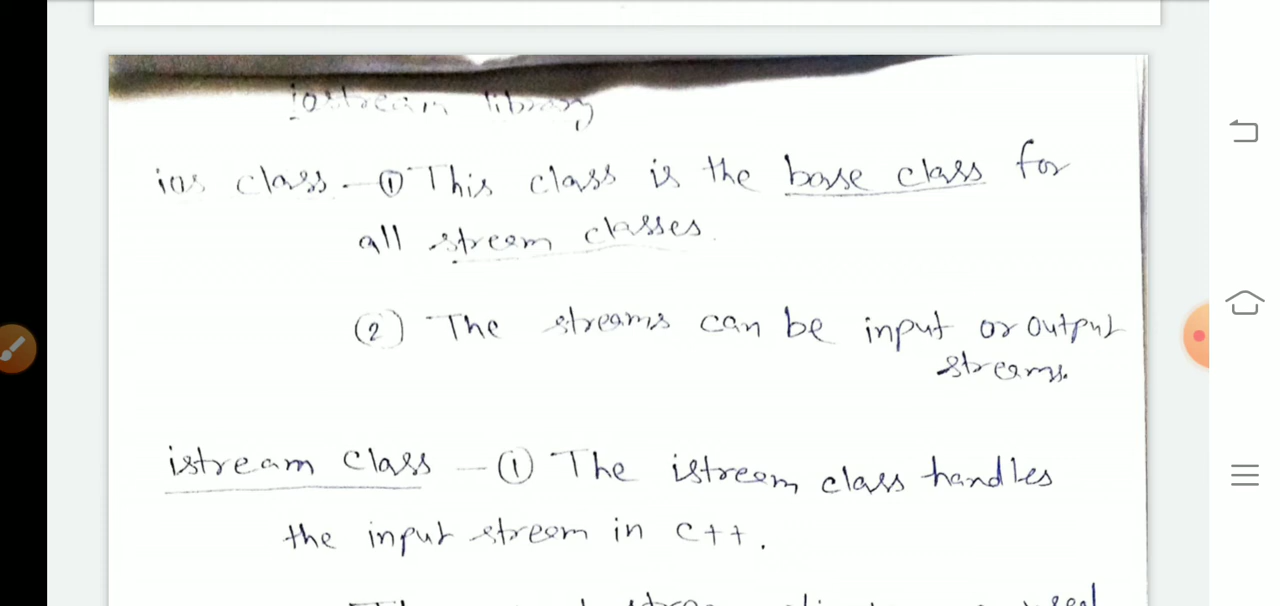 iostream library
ios class - ① This class is the base class for
all stream classes.
(2) The streams can be input or output
streams.
istream class - ① The istream class handles
the input stream in c++.